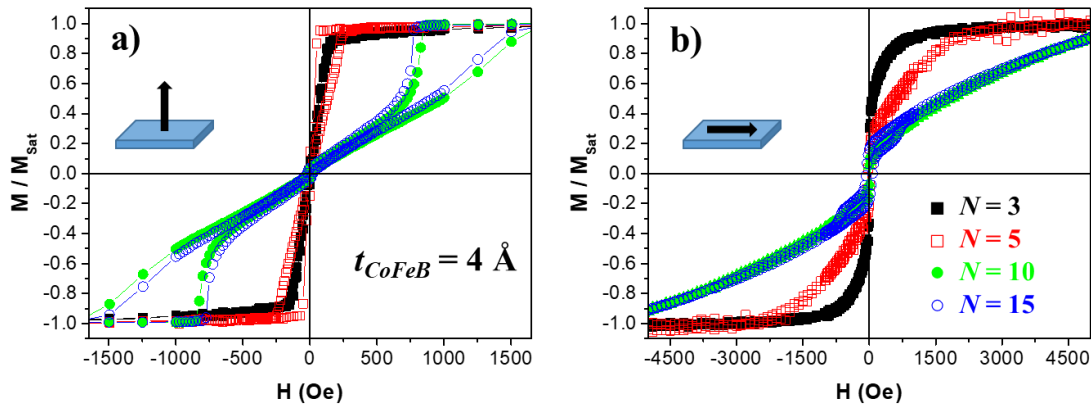 a)
1.0
0.8
0.6
0.4
0.2
0.0
-0.2
-0.4
-0.6
-0.8
-1.0
M / M_Sat
t_CoFeB = 4 Å
-1500 -1000 -500 0 500 1000 1500
H (Oe)
b)
1.0
0.8
0.6
0.4
0.2
0.0
-0.2
-0.4
-0.6
-0.8
-1.0
M / M_Sat
N = 3
N = 5
N = 10
N = 15
-4500 -3000 -1500 0 1500 3000 4500
H (Oe)